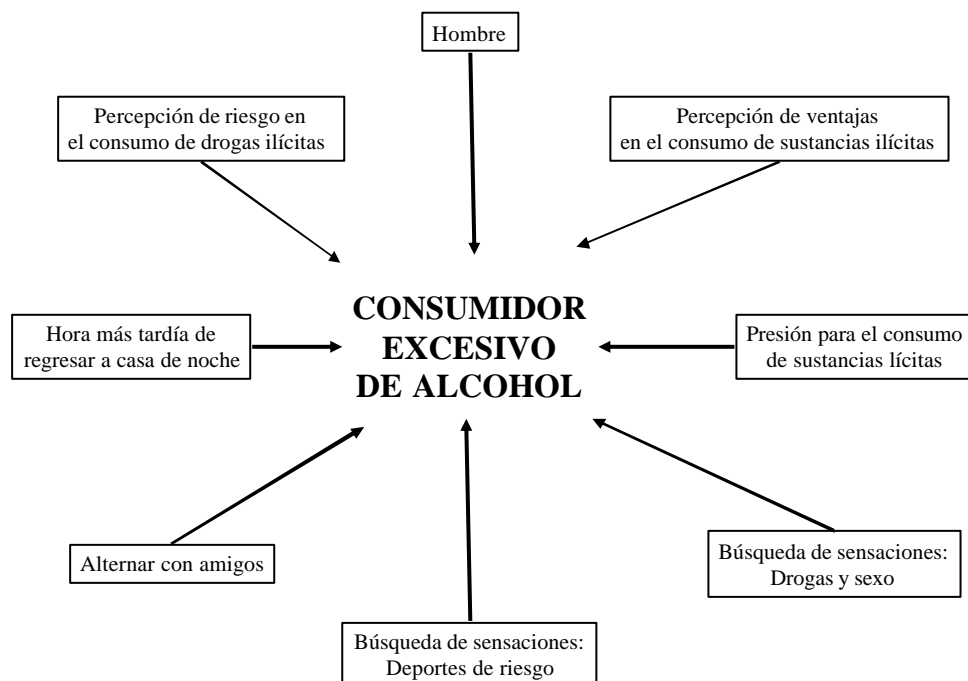 Hombre
Percepción de riesgo en
el consumo de drogas ilícitas
Percepción de ventajas
en el consumo de sustancias ilícitas
CONSUMIDOR
EXCESIVO
DE ALCOHOL
Hora más tardía de
regresar a casa de noche
Presión para el consumo
de sustancias lícitas
Alternar con amigos
Búsqueda de sensaciones:
Drogas y sexo
Búsqueda de sensaciones:
Deportes de riesgo